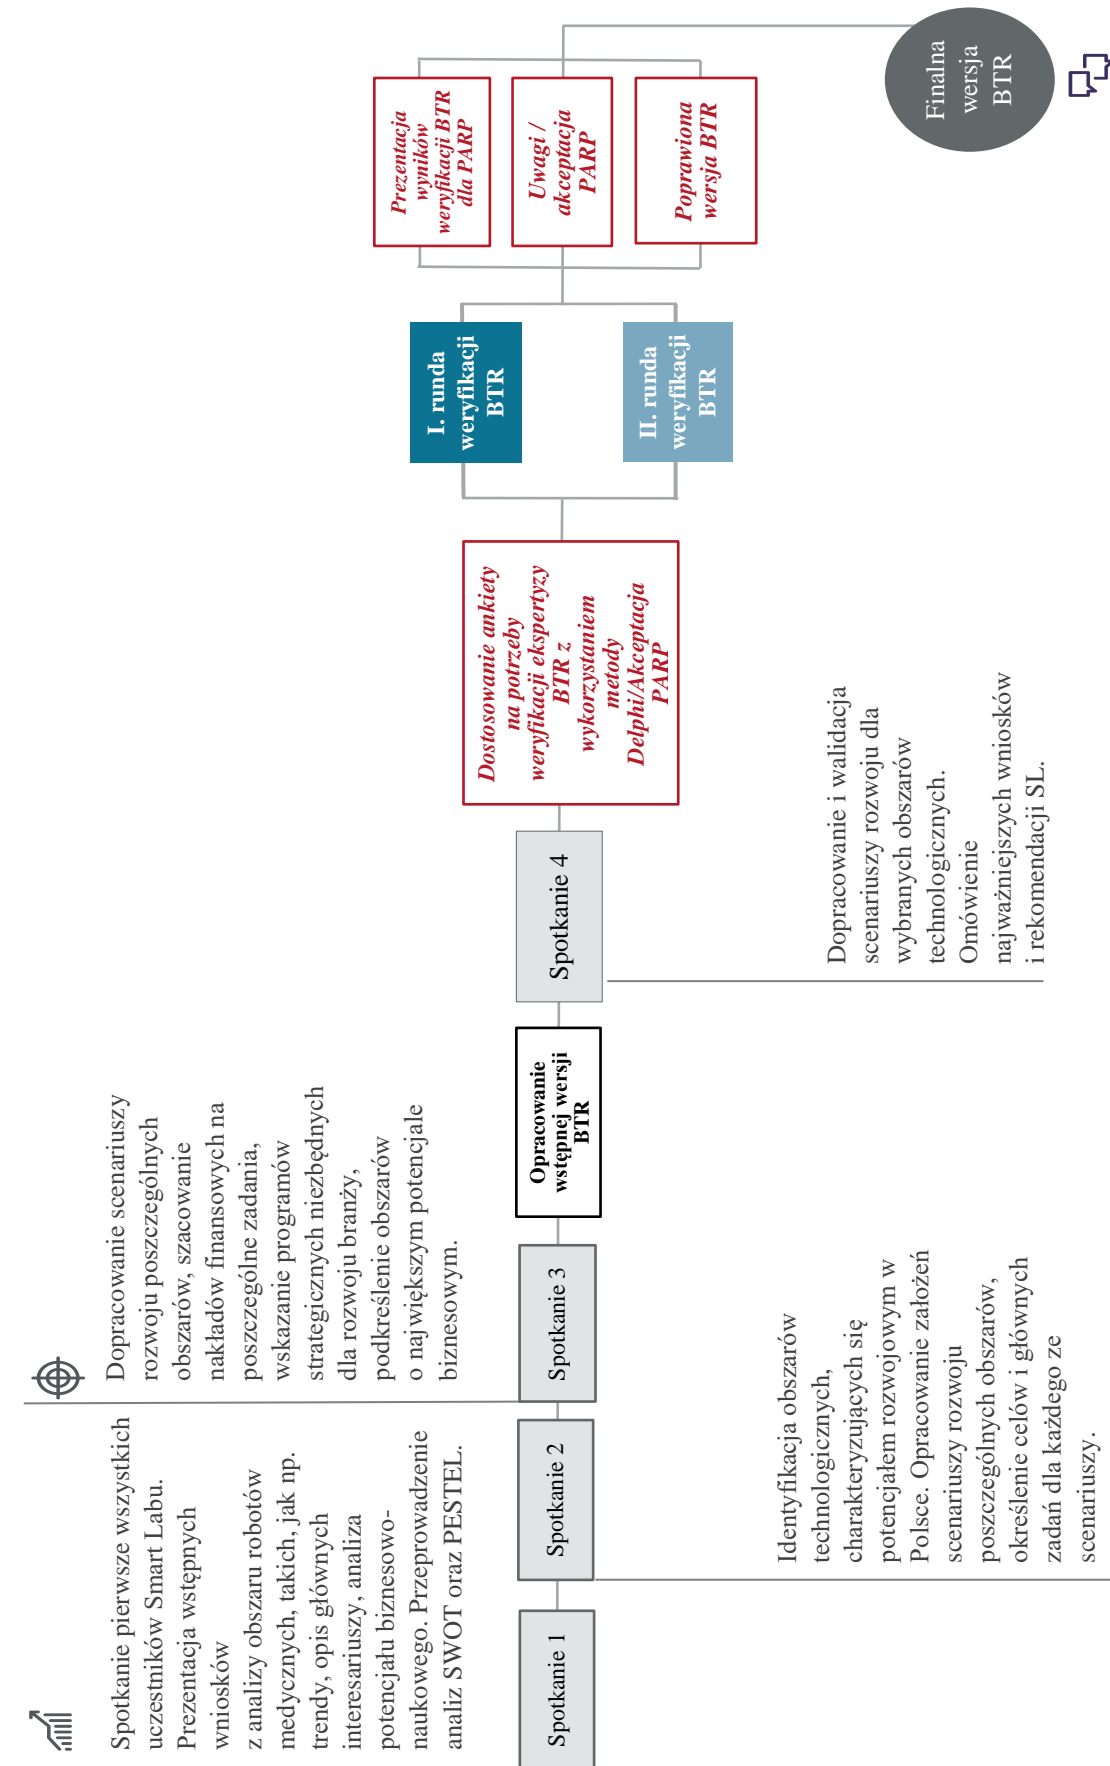 Spotkanie pierwsze wszystkich
uczestników Smart Labu.
Prezentacja wstępnych
wniosków
z analizy obszaru robotów
medycznych, takich, jak np.
trendy, opis głównych
interesariuszy, analiza
potencjału biznesowo-
naukowego. Przeprowadzenie
analiz SWOT oraz PESTEL.
Dopracowanie scenariuszy
rozwoju poszczególnych
obszarów, szacowanie
nakładów finansowych na
poszczególne zadania,
wskazanie programów
strategicznych niezbędnych
dla rozwoju branży,
podkreślenie obszarów
o największym potencjale
biznesowym.
Spotkanie 1
Spotkanie 2
Spotkanie 3
Opracowanie
wstępnej wersji
BTR
Spotkanie 4
Dostosowanie ankiety
na potrzeby
weryfikacji ekspertyzy
BTR z
wykorzystaniem
metody
Delphi/Akceptacja
PARP
I. runda
weryfikacji
BTR
II. runda
weryfikacji
BTR
Prezentacja
wyników
weryfikacji BTR
dla PARP
Uwagi /
akceptacja
PARP
Poprawiona
wersja BTR
Finalna
wersja
BTR
Identyfikacja obszarów
technologicznych,
charakteryzujących się
potencjałem rozwojowym w
Polsce. Opracowanie założeń
scenariuszy rozwoju
poszczególnych obszarów,
określenie celów i głównych
zadań dla każdego ze
scenariuszy.
Dopracowanie i walidacja
scenariuszy rozwoju dla
wybranych obszarów
technologicznych.
Omówienie
najważniejszych wniosków
i rekomendacji SL.